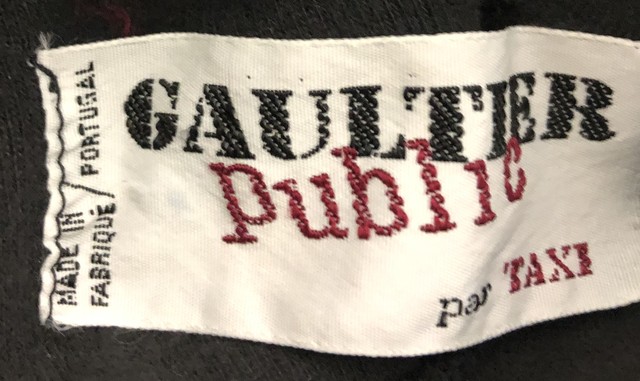 GAULTIER
Public
par TAXI
MADE IN / PORTUGAL
FABRIQUÉ